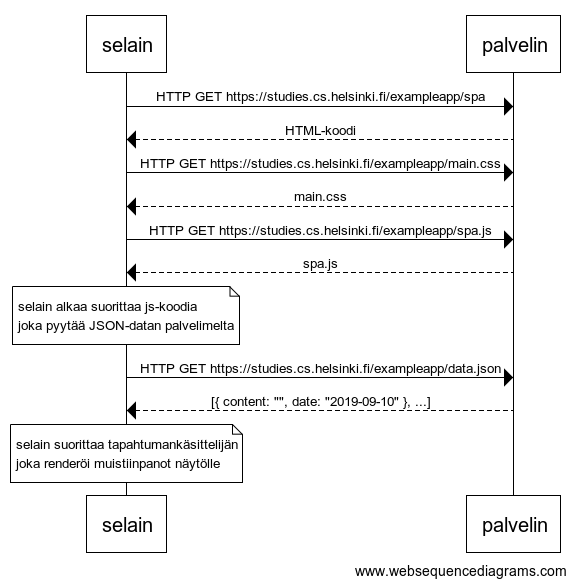 selain
palvelin
HTTP GET https://studies.cs.helsinki.fi/exampleapp/spa
HTML-koodi
HTTP GET https://studies.cs.helsinki.fi/exampleapp/main.css
main.css
HTTP GET https://studies.cs.helsinki.fi/exampleapp/spa.js
spa.js
selain alkaa suorittaa js-koodia
joka pyytää JSON-datan palvelimelta
HTTP GET https://studies.cs.helsinki.fi/exampleapp/data.json
[{ content: "", date: "2019-09-10" }, ...]
selain suorittaa tapahtumankäsittelijän
joka renderöi muistiinpanot näytölle
selain
palvelin
www.websequencediagrams.com